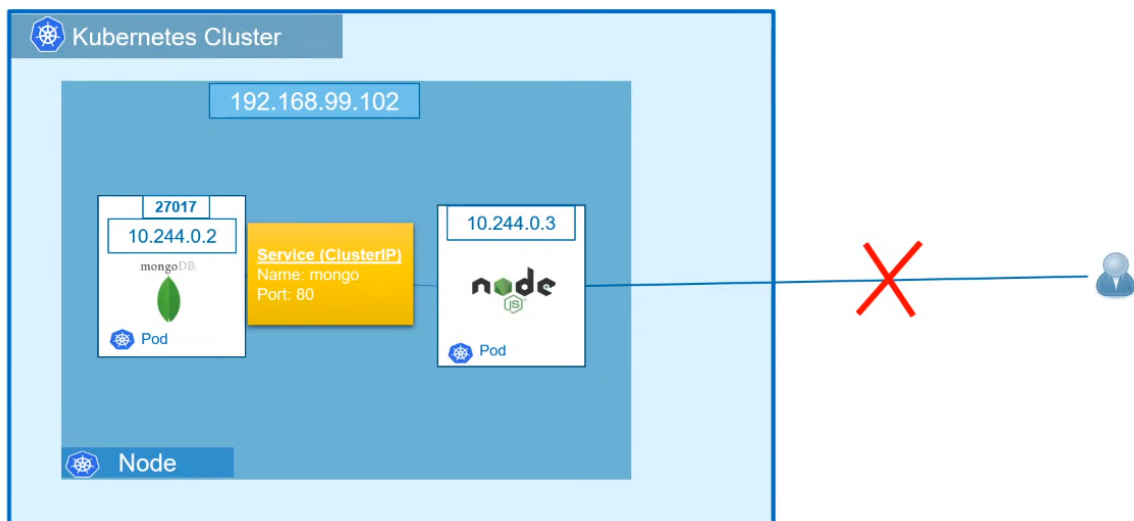 Kubernetes Cluster
192.168.99.102
27017
10.244.0.2
mongoDB.
Pod
Service (ClusterIP)
Name: mongo
Port: 80
10.244.0.3
node
JS
Pod
Node